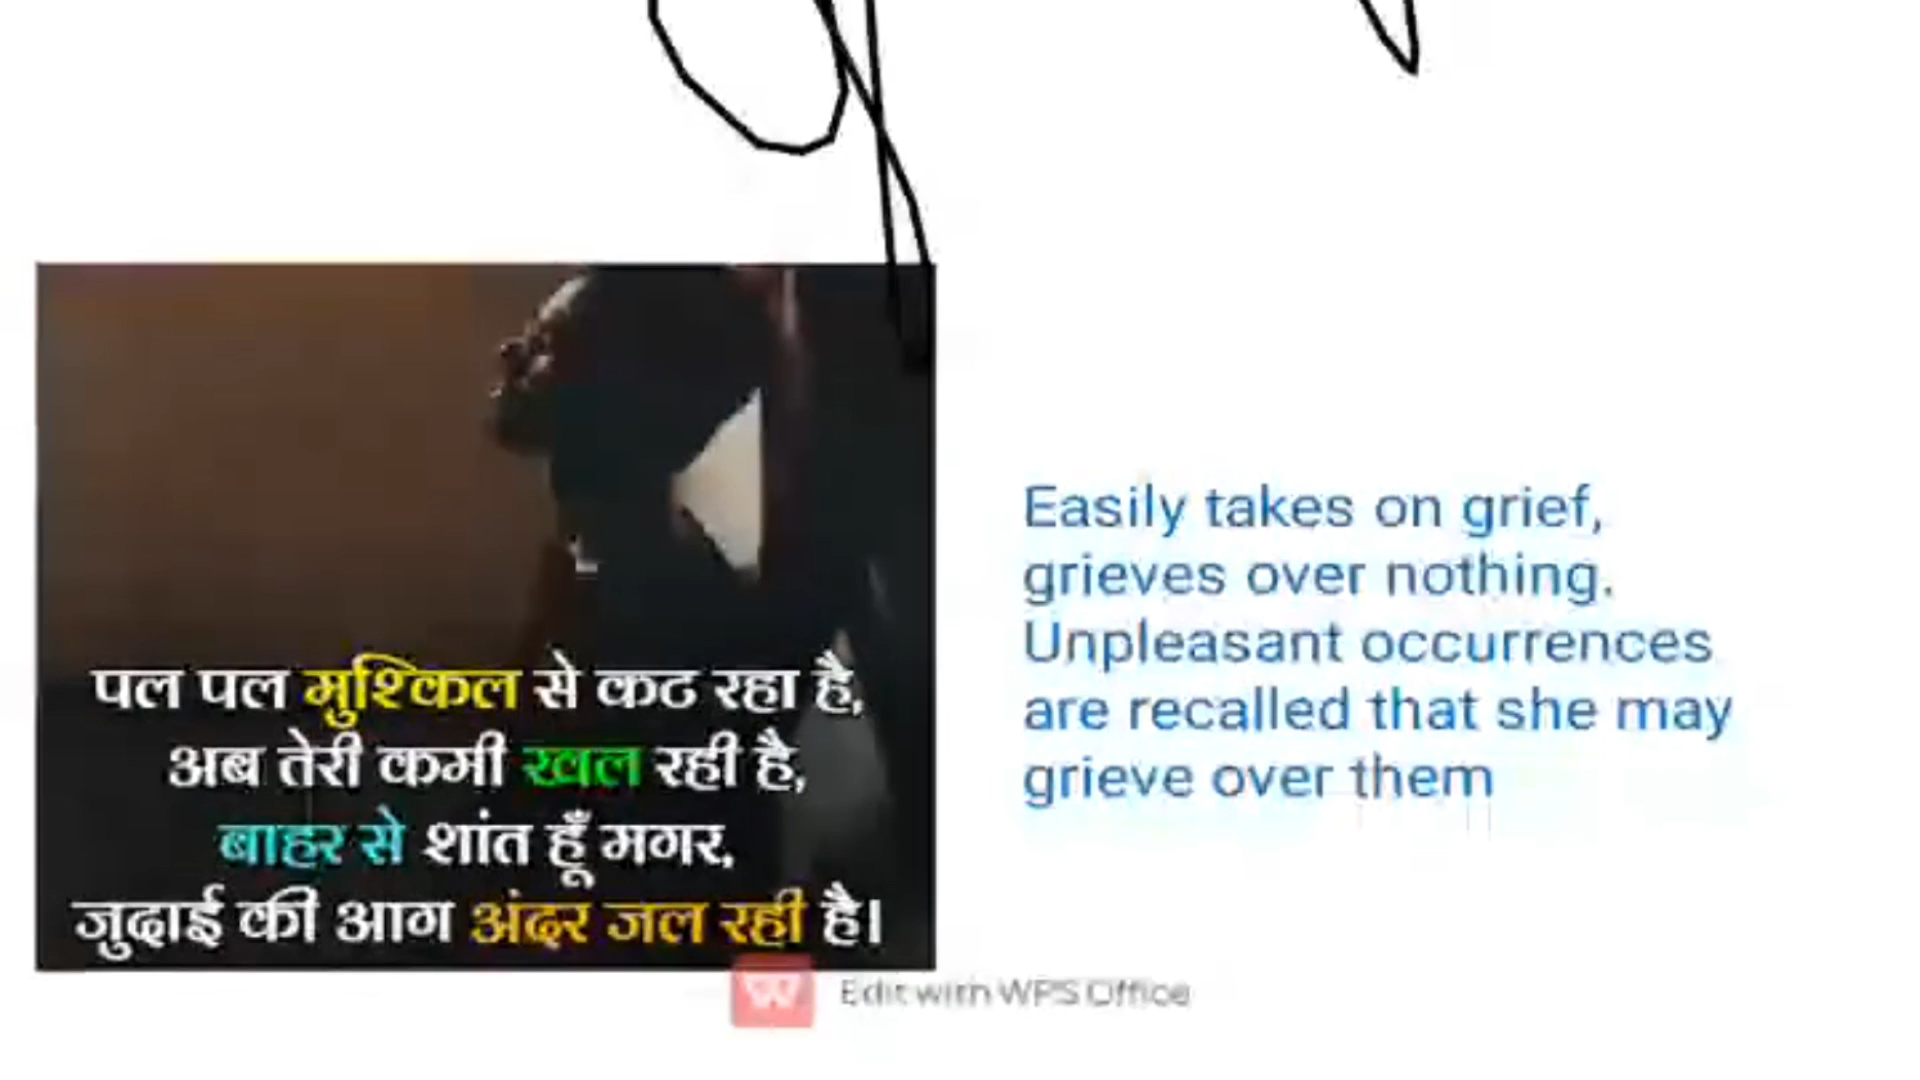 पल पल मुश्किल से कट रहा है,
अब तेरी कमी खल रही है,
बाहर से शांत हूँ मगर,
जुदाई की आग अंदर जल रही है।
Easily takes on grief,
grieves over nothing.
Unpleasant occurrences
are recalled that she may
grieve over them
Edit with WPS Office